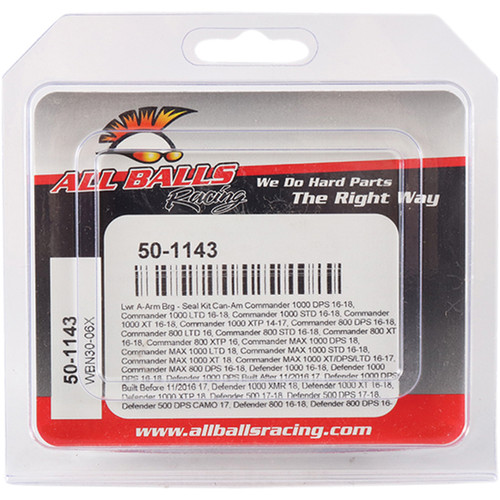 ALL BALLS
Racing
We Do Hard Parts
The Right Way
50-1143
50-1143
WBN30-06X
Lwr A-Arm Brg - Seal Kit Can-Am Commander 1000 DPS 16-18,
Commander 1000 LTD 16-18, Commander 1000 STD 16-18,
Commander 1000 XT 16-18, Commander 1000 XTP 14-17, Commander 800 DPS 16-18,
Commander 800 LTD 16, Commander 800 STD 16-18, Commander 800 XT
16-18, Commander 800 XTP 16, Commander MAX 1000 DPS 18,
Commander MAX 1000 LTD 18, Commander MAX 1000 STD 16-18,
Commander MAX 1000 XT 18, Commander MAX 1000 XT/DPS/LTD 16-17,
Commander MAX 800 DPS 16-18, Defender 1000 16-18, Defender 1000 DPS
16-18, Defender 1000 DPS Built After 11/2016 17, Defender 1000 DPS
Built Before 11/2016 17, Defender 1000 XMR 18, Defender 1000 XT 16-18,
Defender 1000 XTP 18, Defender 500 17-18, Defender 500 DPS 17-18,
Defender 500 DPS CAMO 17, Defender 800 16-18, Defender 800 DPS 16-
www.allballsracing.com